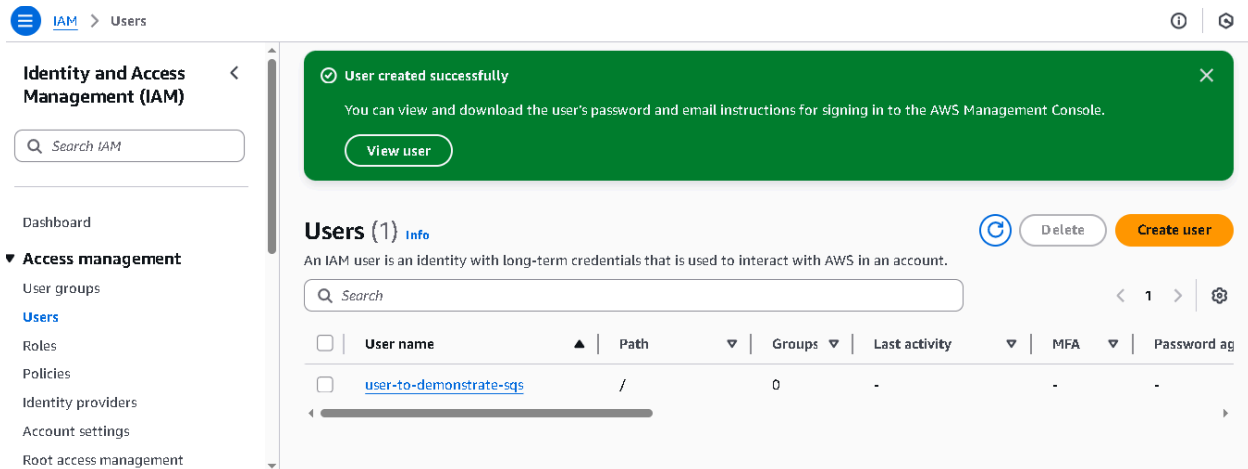 IAM > Users
Identity and Access
Management (IAM)
Search IAM
Dashboard
Access management
User groups
Users
Roles
Policies
Identity providers
Account settings
Root access management
User created successfully
You can view and download the user's password and email instructions for signing in to the AWS Management Console.
View user
Users (1) Info
Delete
Create user
An IAM user is an identity with long-term credentials that is used to interact with AWS in an account.
Search
1
User name Path Groups Last activity MFA Password ag
user-to-demonstrate-sqs / 0 - - -